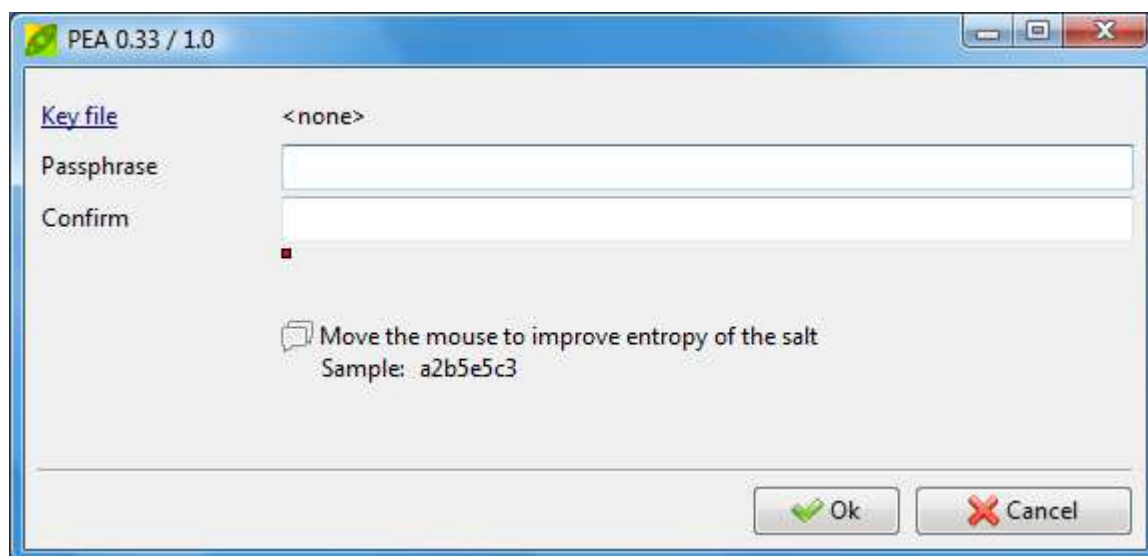 PEA 0.33 / 1.0
Key file <none>
Passphrase
Confirm
Move the mouse to improve entropy of the salt
Sample: a2b5e5c3
Ok Cancel